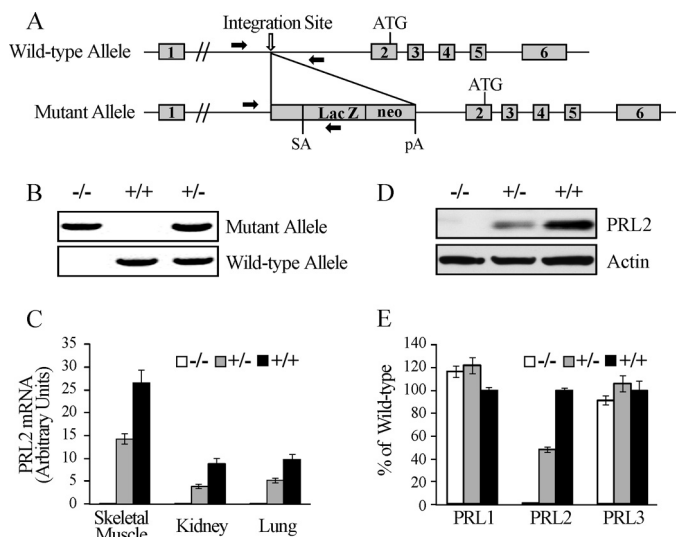 A
Integration Site
ATG
Wild-type Allele 1 // 2 3 4 5 6
ATG
Mutant Allele 1 // Lac Z neo 2 3 4 5 6
SA pA
B
-/- +/+ +/-
Mutant Allele
Wild-type Allele
D
-/- +/- +/+
PRL2
Actin
C
-/- +/- +/+
PRL2 mRNA
(Arbitrary Units)
35
30
25
20
15
10
5
0
Skeletal
Muscle
Kidney
Lung
E
-/- +/- +/+
% of Wild-type
140
120
100
80
60
40
20
0
PRL1 PRL2 PRL3